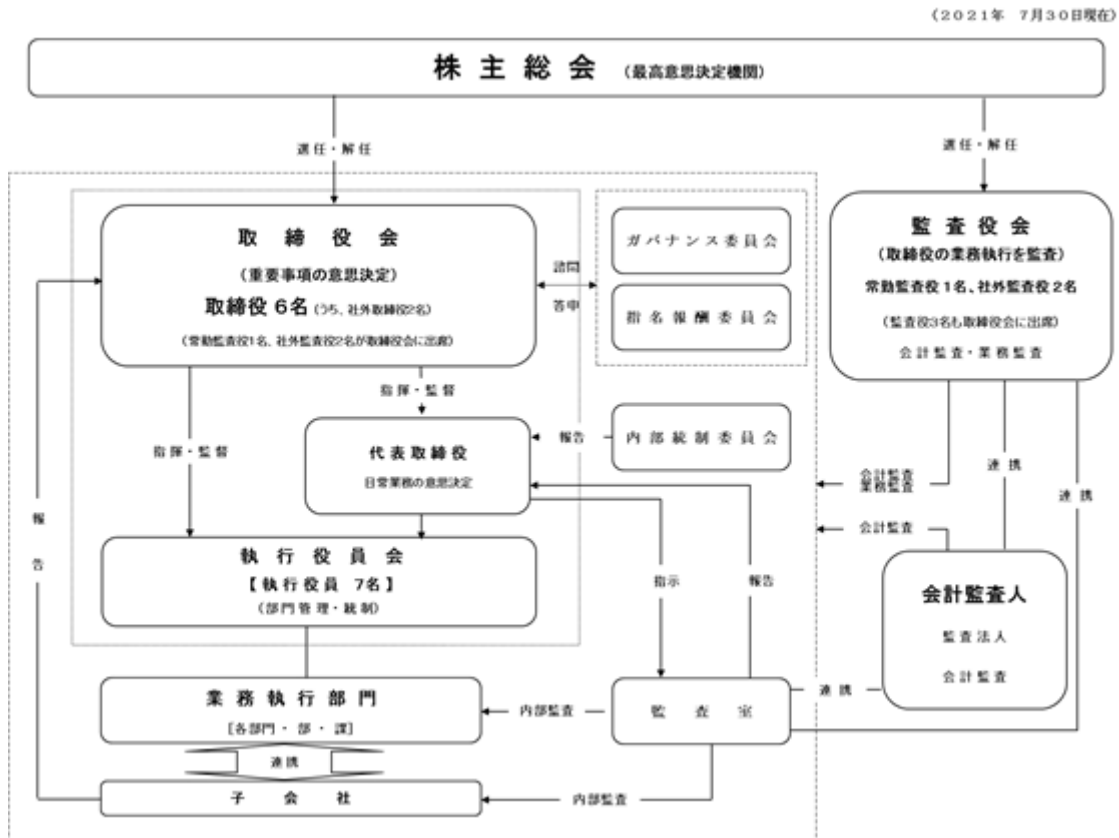 （２０２１年　７月３０日現在）
株主総会（最高意思決定機関）
選任・解任
選任・解任
取締役会
（重要事項の意思決定）
取締役６名（うち、社外取締役2名）
（常勤監査役1名、社外監査役2名が取締役会に出席）
諮問
答申
ガバナンス委員会
指名報酬委員会
監査役会
（取締役の業務執行を監査）
常勤監査役１名、社外監査役２名
（監査役3名も取締役会に出席）
会計監査・業務監査
指揮・監督
指揮・監督
代表取締役
日常業務の意思決定
報告
内部統制委員会
会計監査
業務監査
連携
連携
会計監査
報告
執行役員会
【執行役員　７名】
（部門管理・統制）
指示
報告
会計監査人
監査法人
会計監査
業務執行部門
［各部門・部・課］
内部監査
監査室
連携
連携
子会社
内部監査